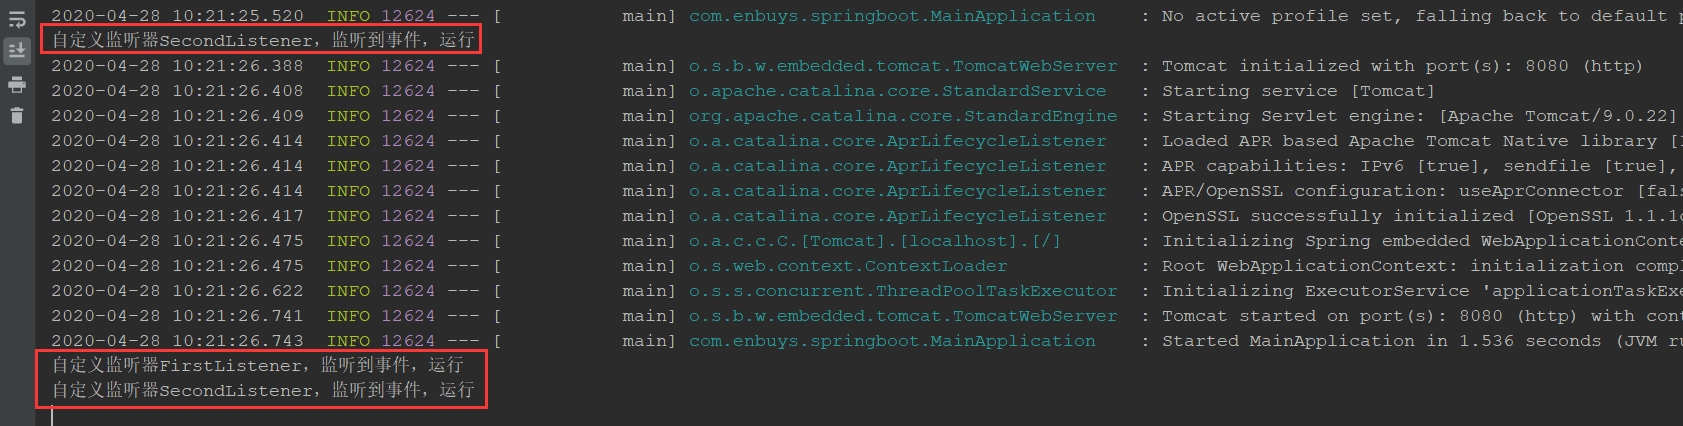 2020-04-28 10:21:25.520  INFO 12624 --- [           main] com.enbuys.springboot.MainApplication    : No active profile set, falling back to default p
自定义监听器SecondListener，监听到事件，运行
2020-04-28 10:21:26.388  INFO 12624 --- [           main] o.s.b.w.embedded.tomcat.TomcatWebServer  : Tomcat initialized with port(s): 8080 (http)
2020-04-28 10:21:26.408  INFO 12624 --- [           main] o.apache.catalina.core.StandardService   : Starting service [Tomcat]
2020-04-28 10:21:26.409  INFO 12624 --- [           main] org.apache.catalina.core.StandardEngine  : Starting Servlet engine: [Apache Tomcat/9.0.22]
2020-04-28 10:21:26.414  INFO 12624 --- [           main] o.a.catalina.core.AprLifecycleListener   : Loaded APR based Apache Tomcat Native library [
2020-04-28 10:21:26.414  INFO 12624 --- [           main] o.a.catalina.core.AprLifecycleListener   : APR capabilities: IPv6 [true], sendfile [true],
2020-04-28 10:21:26.414  INFO 12624 --- [           main] o.a.catalina.core.AprLifecycleListener   : APR/OpenSSL configuration: useAprConnector [fals
2020-04-28 10:21:26.417  INFO 12624 --- [           main] o.a.catalina.core.AprLifecycleListener   : OpenSSL successfully initialized [OpenSSL 1.1.1
2020-04-28 10:21:26.475  INFO 12624 --- [           main] o.a.c.c.C.[Tomcat].[localhost].[/]       : Initializing Spring embedded WebApplicationConte
2020-04-28 10:21:26.475  INFO 12624 --- [           main] o.s.web.context.ContextLoader            : Root WebApplicationContext: initialization compl
2020-04-28 10:21:26.622  INFO 12624 --- [           main] o.s.s.concurrent.ThreadPoolTaskExecutor  : Initializing ExecutorService 'applicationTaskExe
2020-04-28 10:21:26.741  INFO 12624 --- [           main] o.s.b.w.embedded.tomcat.TomcatWebServer  : Tomcat started on port(s): 8080 (http) with cont
2020-04-28 10:21:26.743  INFO 12624 --- [           main] com.enbuys.springboot.MainApplication    : Started MainApplication in 1.536 seconds (JVM ru
自定义监听器FirstListener，监听到事件，运行
自定义监听器SecondListener，监听到事件，运行